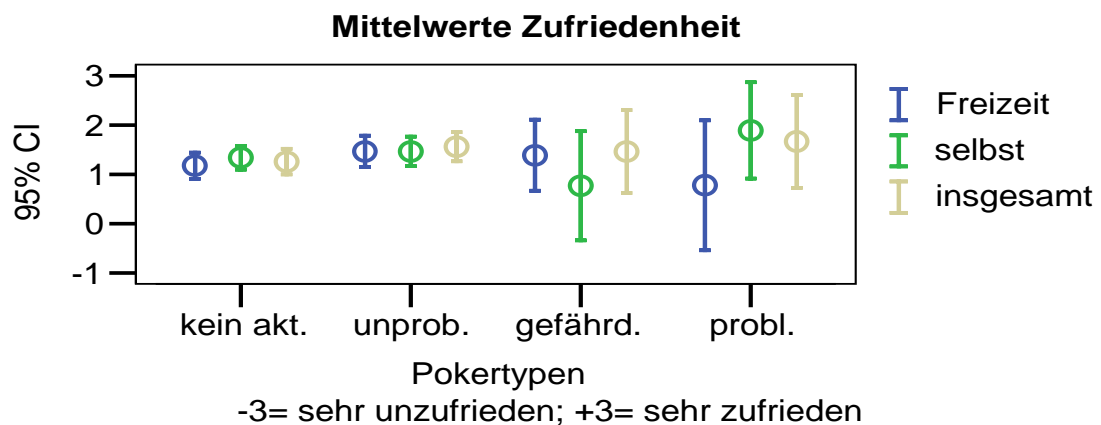 Mittelwerte Zufriedenheit
95% CI
3
2
1
0
-1
Freizeit
selbst
insgesamt
kein akt. unprob. gefährd. probl.
Pokertypen
-3= sehr unzufrieden; +3= sehr zufrieden